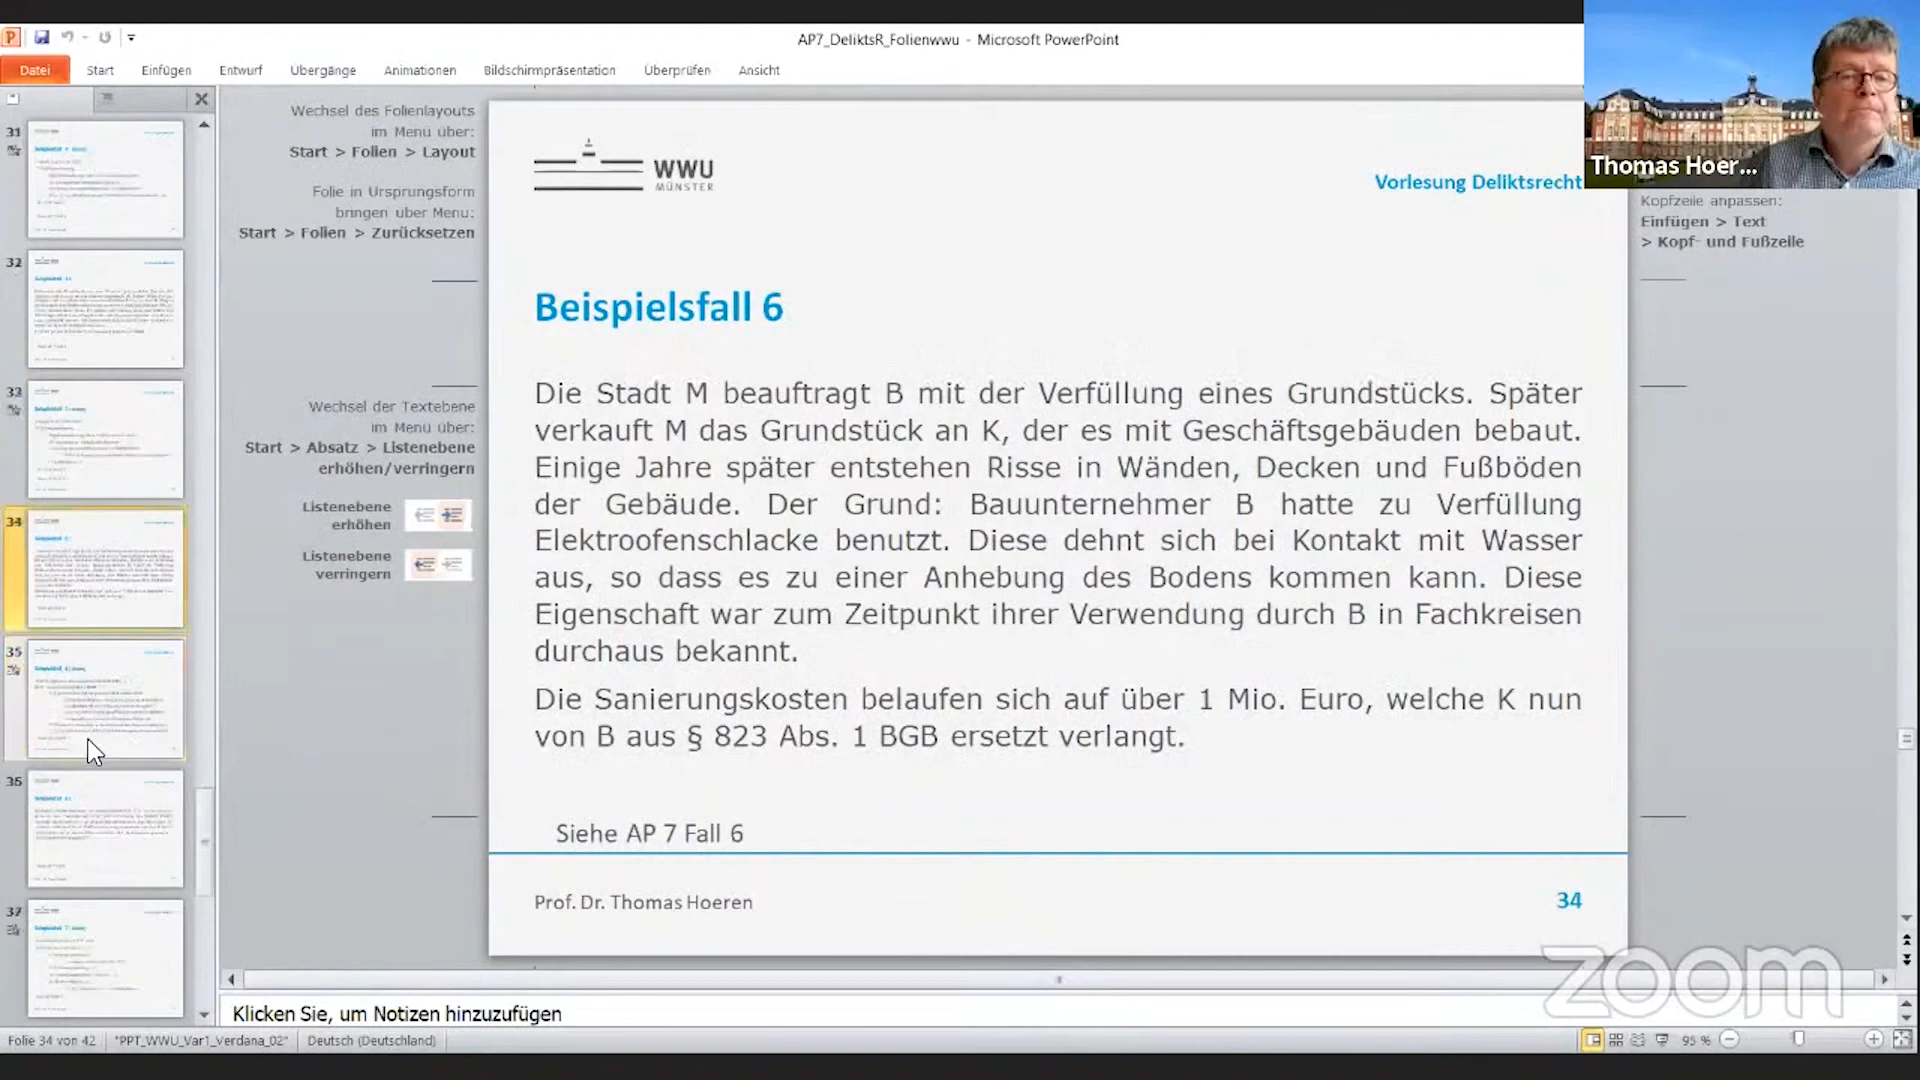 AP7_DeliktsR_Folienwwu - Microsoft PowerPoint
Datei Start Einfügen Entwurf Übergänge Animationen Bildschirmpräsentation Überprüfen Ansicht
Thomas Hoer...
31
32
33
34
35
36
37
Wechsel des Folienlayouts
im Menu über:
Start > Folien > Layout
Folie in Ursprungsform
bringen über Menu:
Start > Folien > Zurücksetzen
Wechsel der Textebene
im Menu über:
Start > Absatz > Listenebene
erhöhen/verringern
Listenebene
erhöhen
Listenebene
verringern
WWU
MÜNSTER
Vorlesung Deliktsrecht
Beispielsfall 6
Die Stadt M beauftragt B mit der Verfüllung eines Grundstücks. Später
verkauft M das Grundstück an K, der es mit Geschäftsgebäuden bebaut.
Einige Jahre später entstehen Risse in Wänden, Decken und Fußböden
der Gebäude. Der Grund: Bauunternehmer B hatte zu Verfüllung
Elektroofenschlacke benutzt. Diese dehnt sich bei Kontakt mit Wasser
aus, so dass es zu einer Anhebung des Bodens kommen kann. Diese
Eigenschaft war zum Zeitpunkt ihrer Verwendung durch B in Fachkreisen
durchaus bekannt.
Die Sanierungskosten belaufen sich auf über 1 Mio. Euro, welche K nun
von B aus § 823 Abs. 1 BGB ersetzt verlangt.
Siehe AP 7 Fall 6
Prof. Dr. Thomas Hoeren
34
Kopfzeile anpassen:
Einfügen > Text
> Kopf- und Fußzeile
zoom
Klicken Sie, um Notizen hinzuzufügen
Folie 34 von 42 "PPT_WWU_Var1_Verdana_02" Deutsch (Deutschland) 95 %